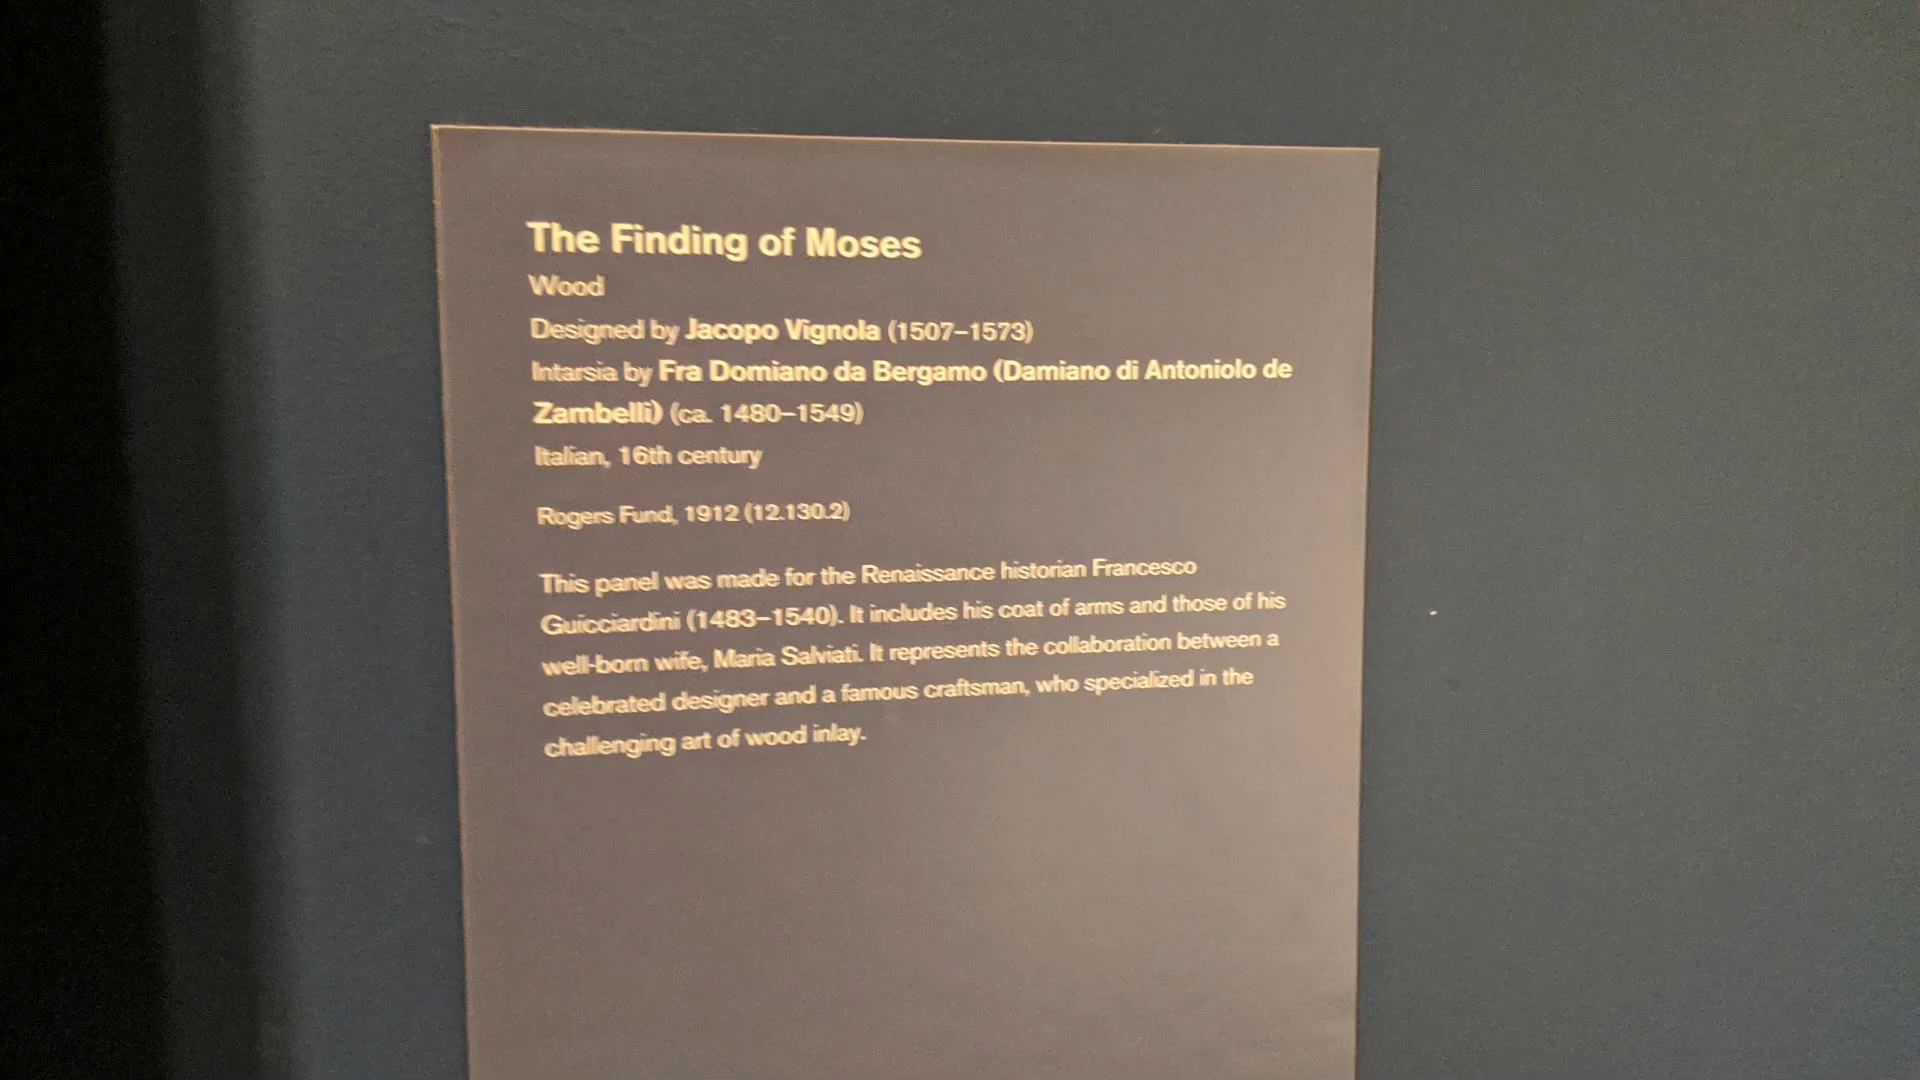 The Finding of Moses
Wood
Designed by Jacopo Vignola (1507–1573)
Intarsia by Fra Domiano da Bergamo (Damiano di Antoniolo de
Zambelli) (ca. 1480–1549)
Italian, 16th century
Rogers Fund, 1912 (12.130.2)
This panel was made for the Renaissance historian Francesco
Guicciardini (1483–1540). It includes his coat of arms and those of his
well-born wife, Maria Salviati. It represents the collaboration between a
celebrated designer and a famous craftsman, who specialized in the
challenging art of wood inlay.